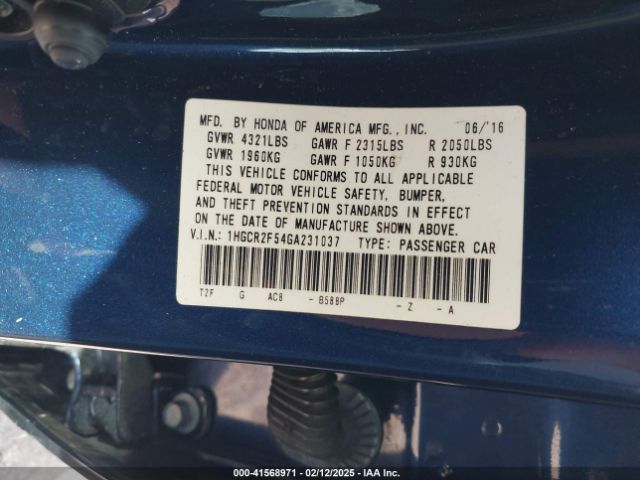 MFD. BY HONDA OF AMERICA MFG., INC. 06/'16
GVWR 4321LBS GAWR F 2315LBS R 2050LBS
GVWR 1960KG GAWR F 1050KG R 930KG
THIS VEHICLE CONFORMS TO ALL APPLICABLE
FEDERAL MOTOR VEHICLE SAFETY, BUMPER,
AND THEFT PREVENTION STANDARDS IN EFFECT
ON THE DATE OF MANUFACTURE SHOWN ABOVE.
V.I.N.: 1HGCR2F54GA231037 TYPE: PASSENGER CAR
T2F G AC8 - B588P - Z - A
000-41568971 | 02/12/2025 | IAA Inc.